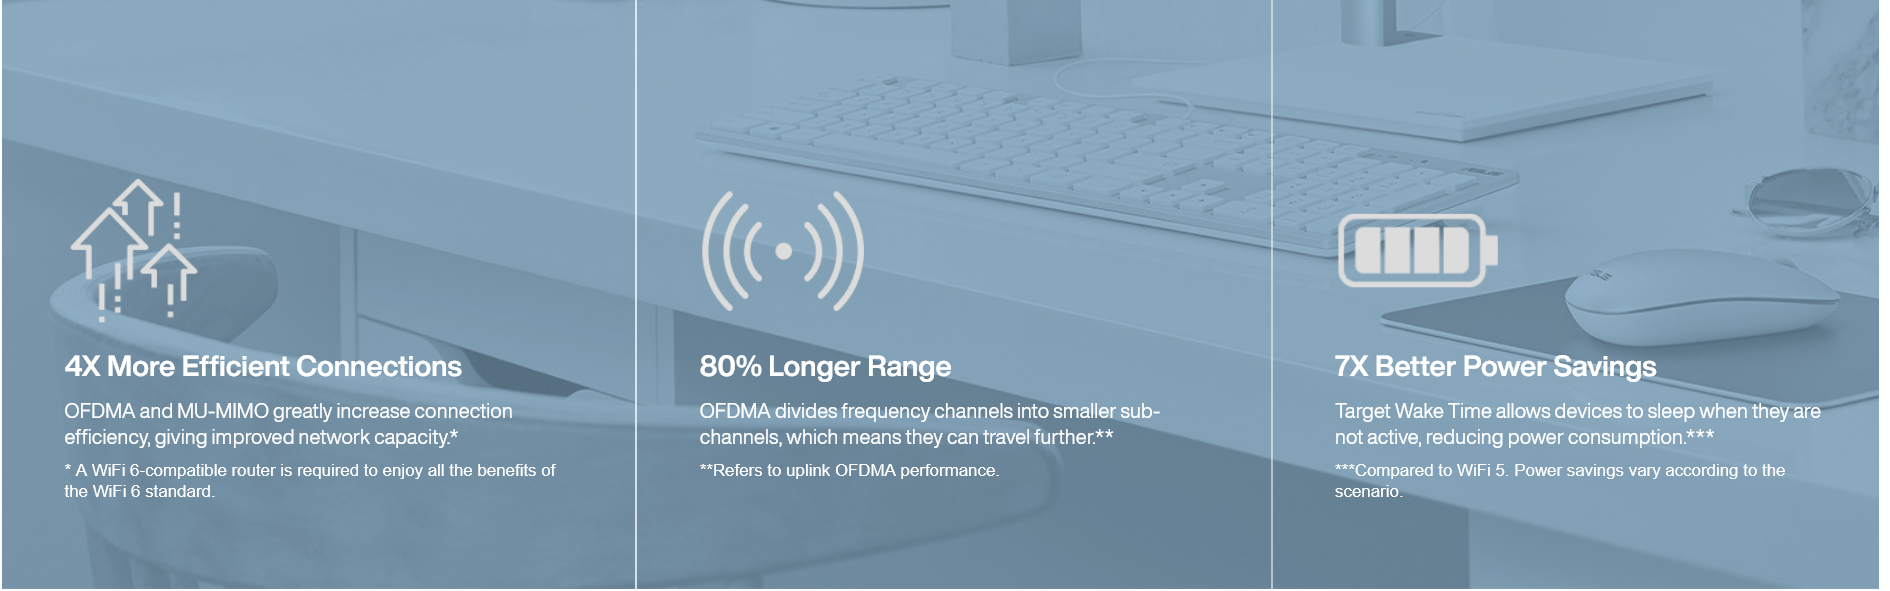 4X More Efficient Connections
OFDMA and MU-MIMO greatly increase connection
efficiency, giving improved network capacity.*
* A WiFi 6-compatible router is required to enjoy all the benefits of
the WiFi 6 standard.
80% Longer Range
OFDMA divides frequency channels into smaller sub-
channels, which means they can travel further.**
**Refers to uplink OFDMA performance.
7X Better Power Savings
Target Wake Time allows devices to sleep when they are
not active, reducing power consumption.***
***Compared to WiFi 5. Power savings vary according to the
scenario.